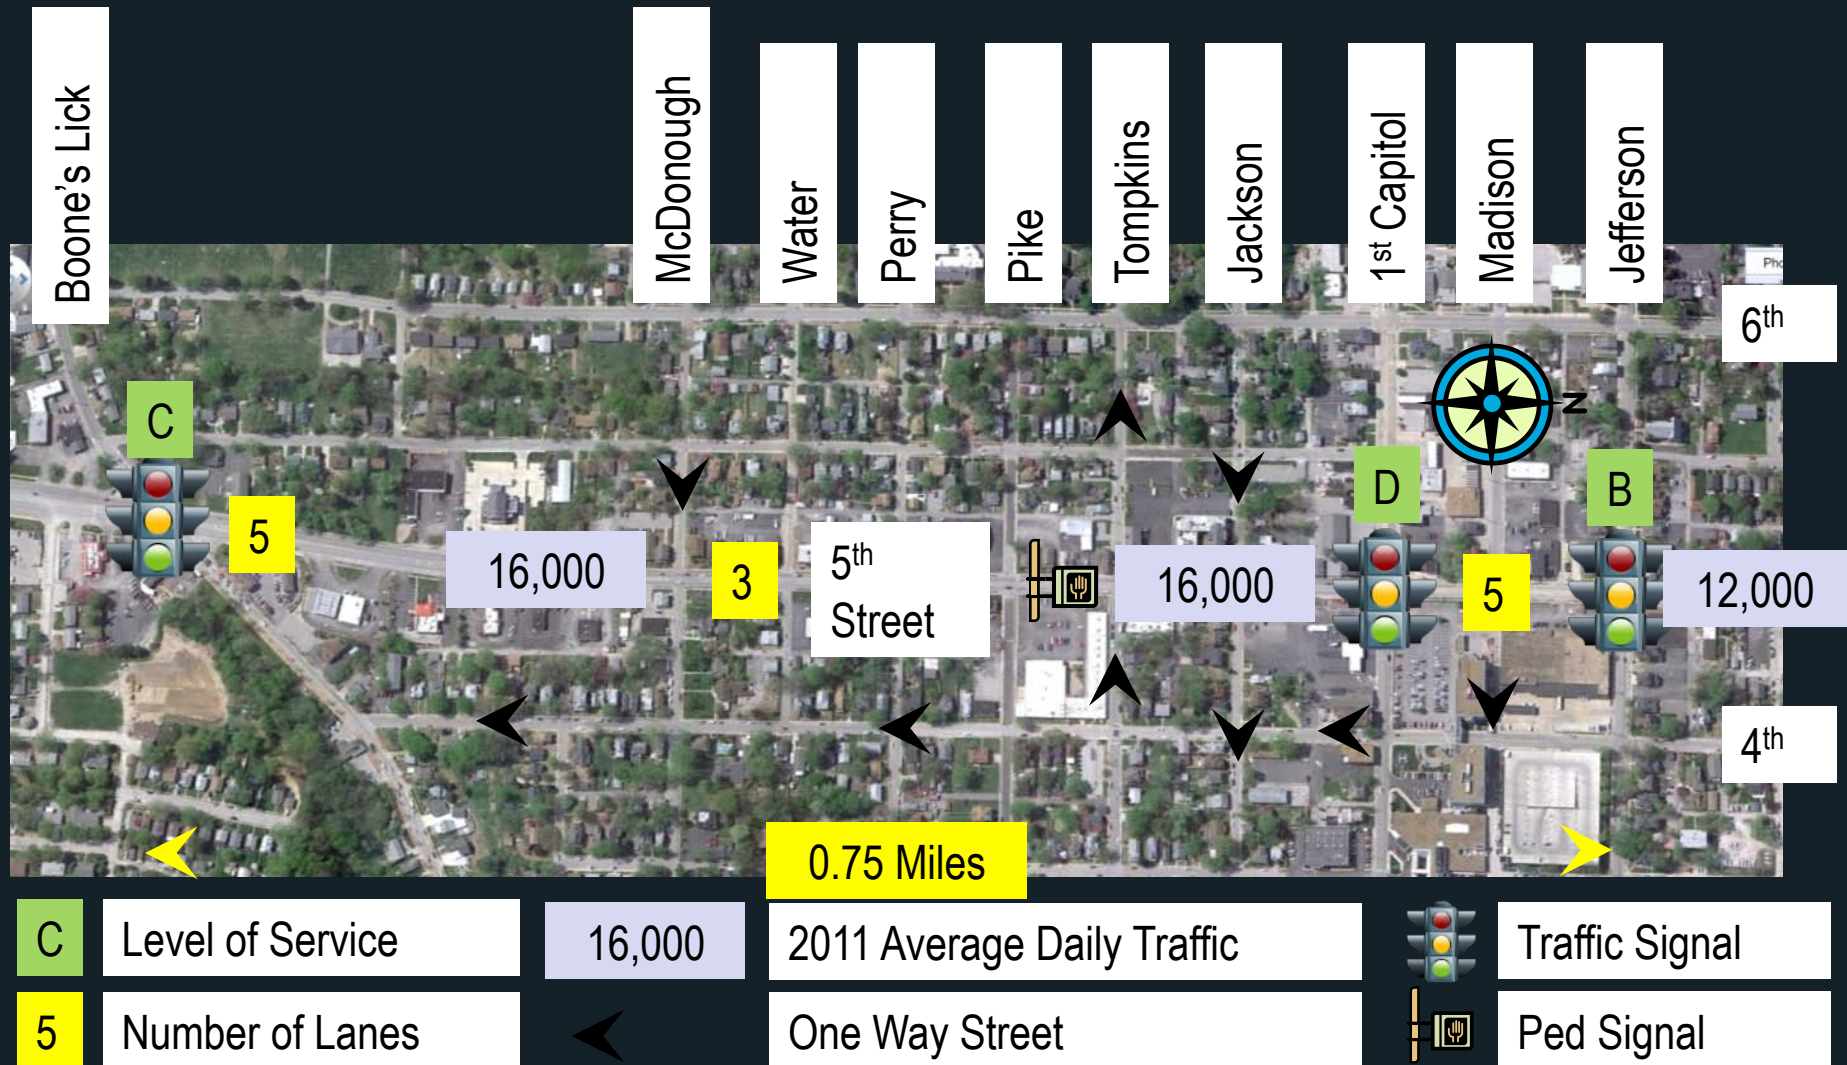 Boone's Lick
McDonough
Water
Perry
Pike
Tompkins
Jackson
1st Capitol
Madison
Jefferson
Pho
6th
N
C
D
B
5
16,000
3
5th
Street
16,000
5
12,000
4th
0.75 Miles
C
Level of Service
16,000
2011 Average Daily Traffic
Traffic Signal
5
Number of Lanes
One Way Street
Ped Signal